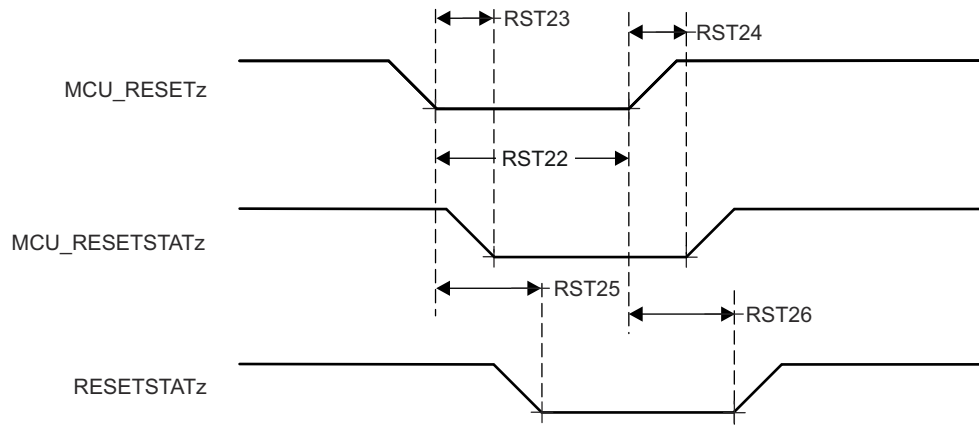 RST23
RST24
MCU_RESETz
RST22
MCU_RESETSTATz
RST25
RST26
RESETSTATz